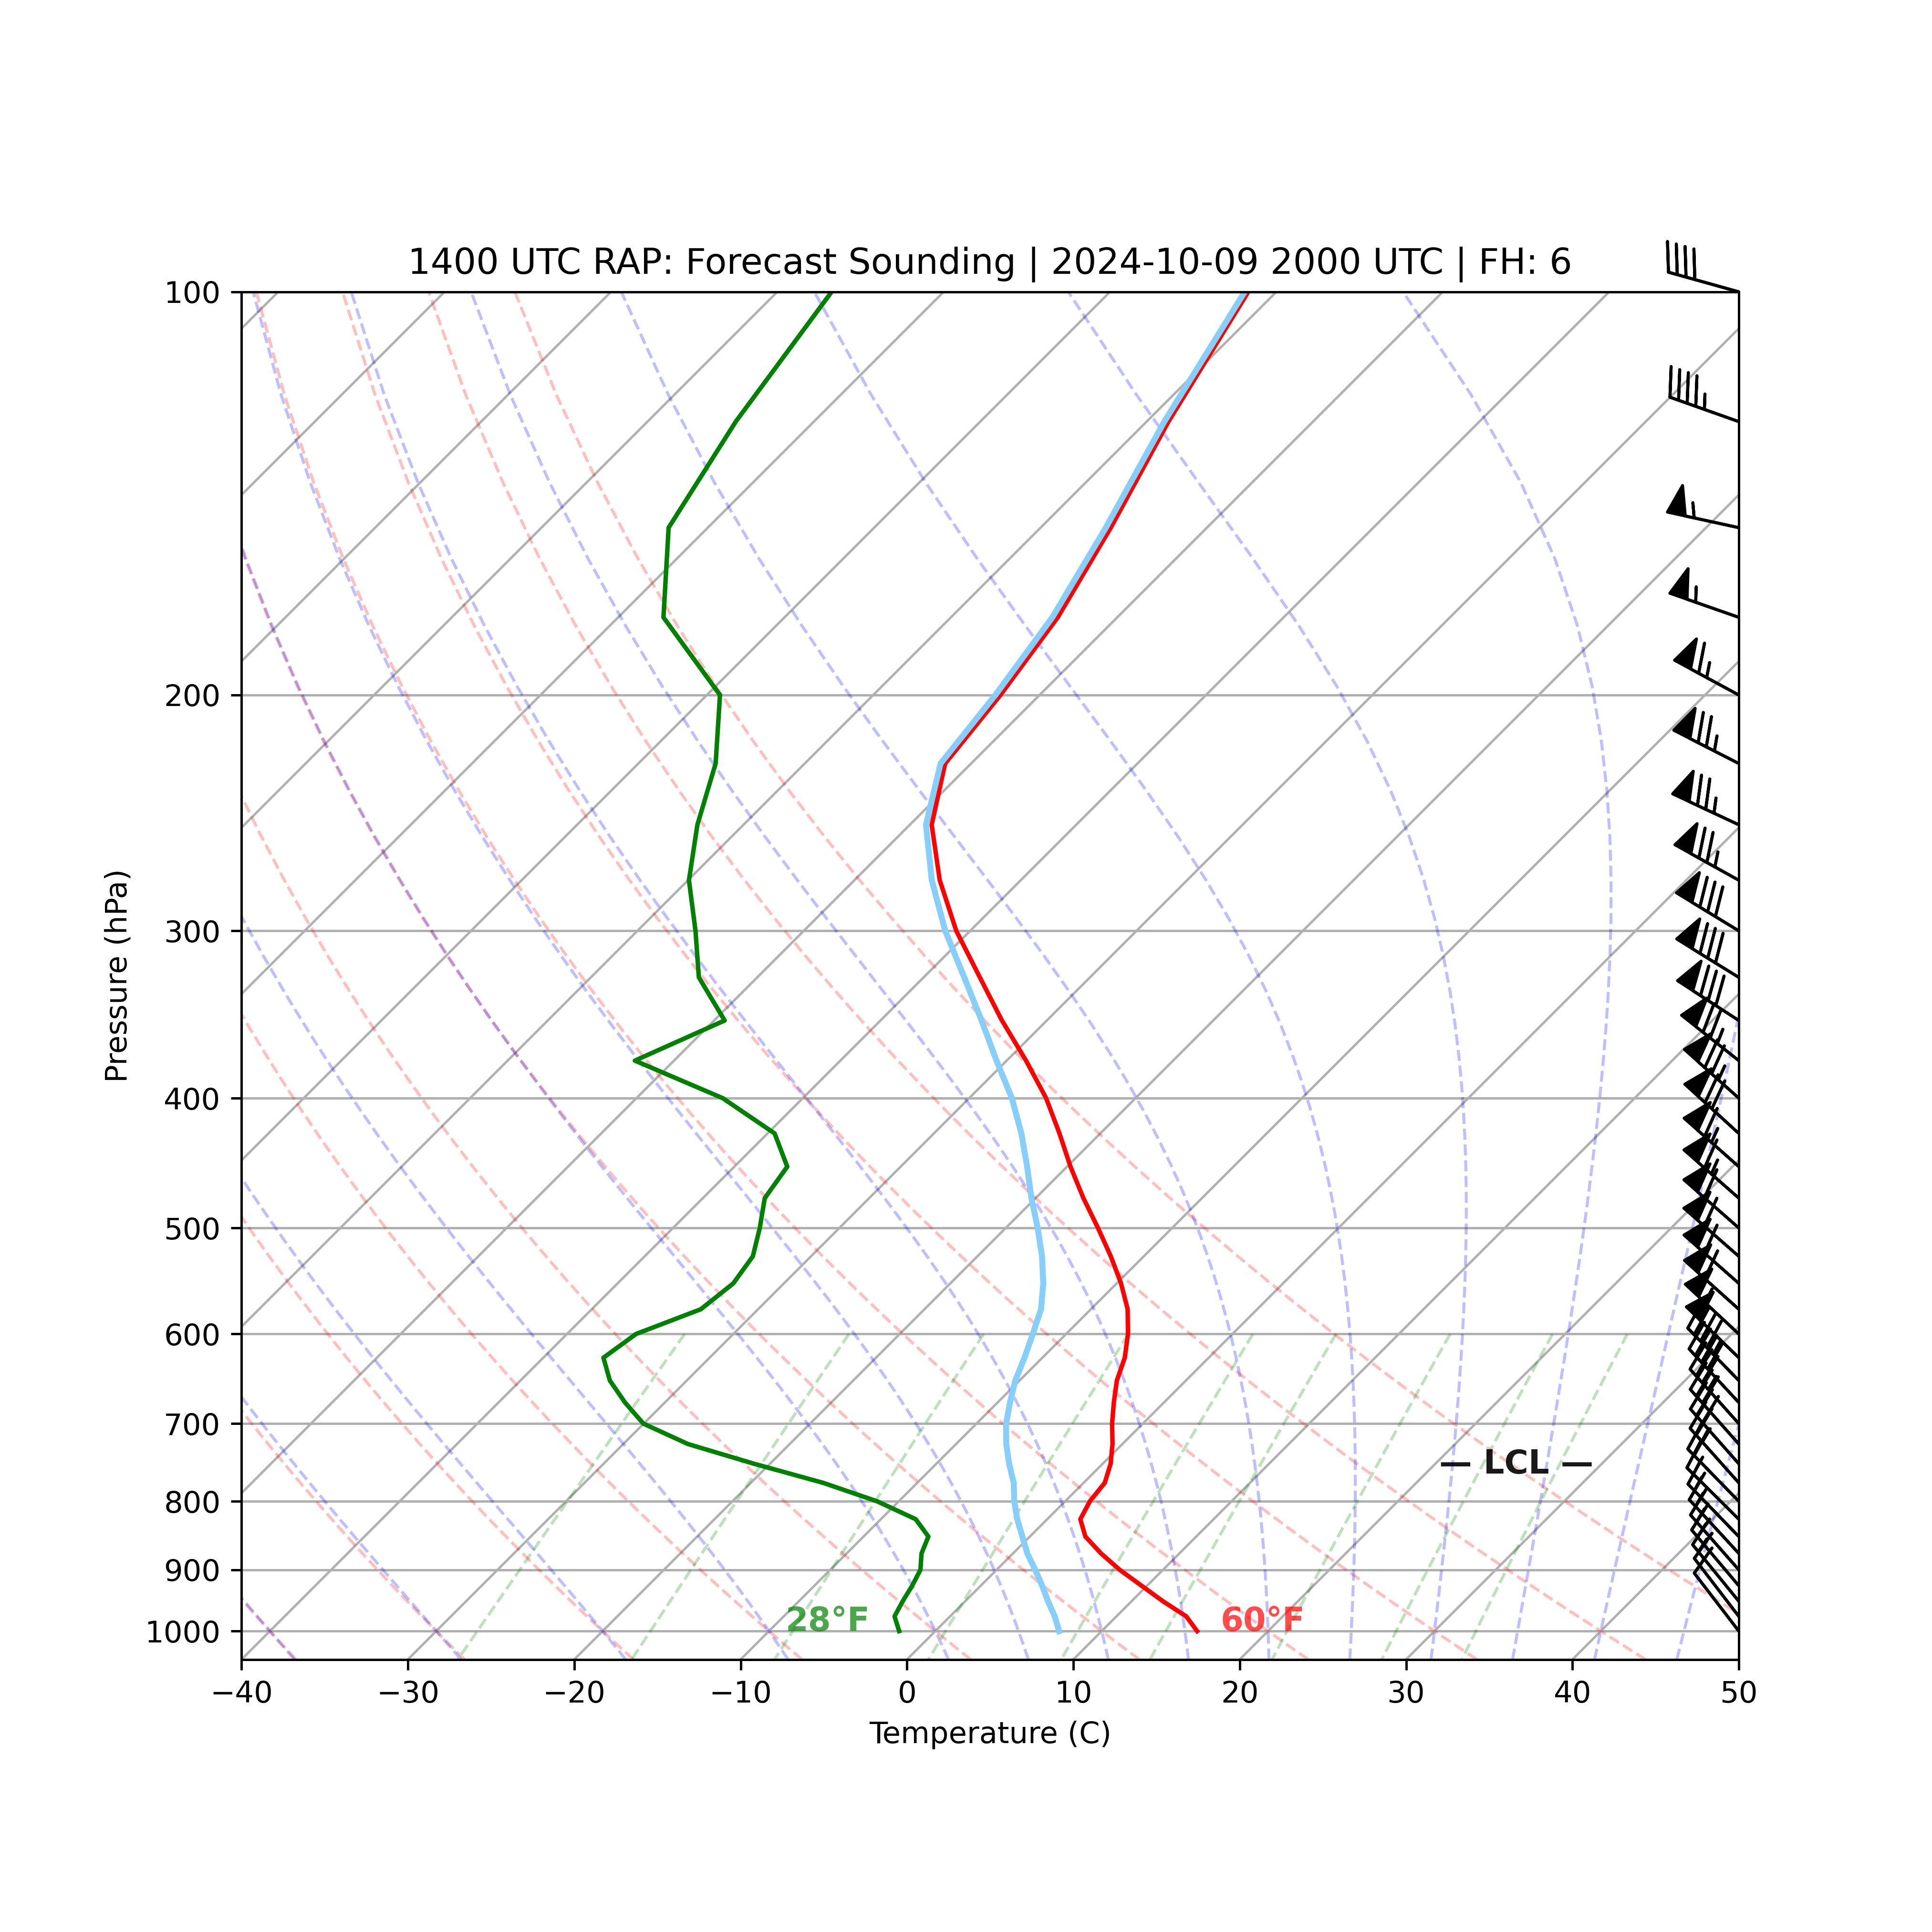 1400 UTC RAP: Forecast Sounding | 2024-10-09 2000 UTC | FH: 6
100
200
300
400
500
600
700
800
900
1000
Pressure (hPa)
— LCL —
28°F
60°F
−40 −30 −20 −10 0 10 20 30 40 50
Temperature (C)